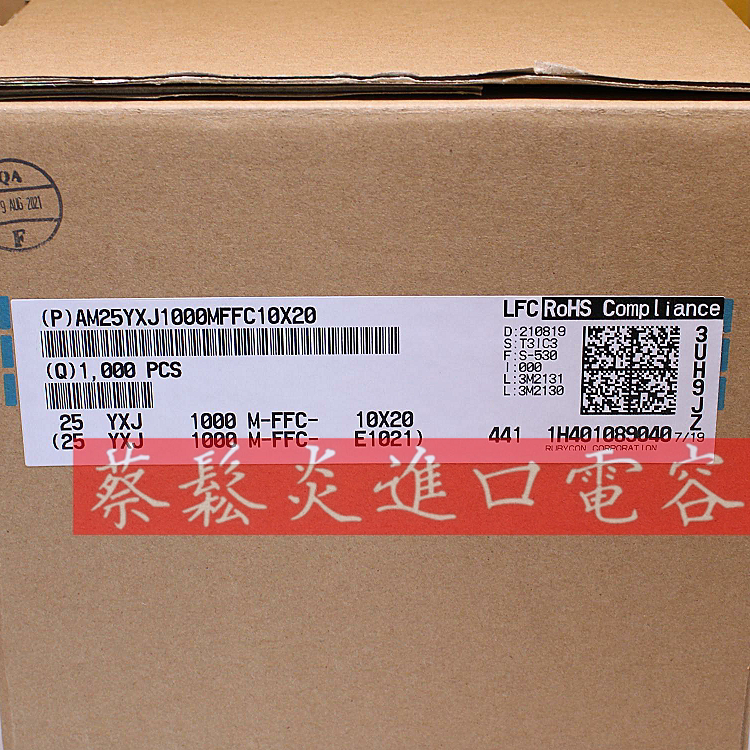 QA
9 AUG 2021
F
(P)AM25YXJ1000MFFC10X20
LFC RoHS Compliance
D:210819
S:T3IC3
F:S-530
I:000
L:3M2131
L:3M2130
3UH9JZ
(Q)1,000 PCS
25 YXJ 1000 M-FFC- 10X20
(25 YXJ 1000 M-FFC- E1021)
441 1H401089040 7/19
RUBYCON CORPORATION
蔡鬆炎進口電容